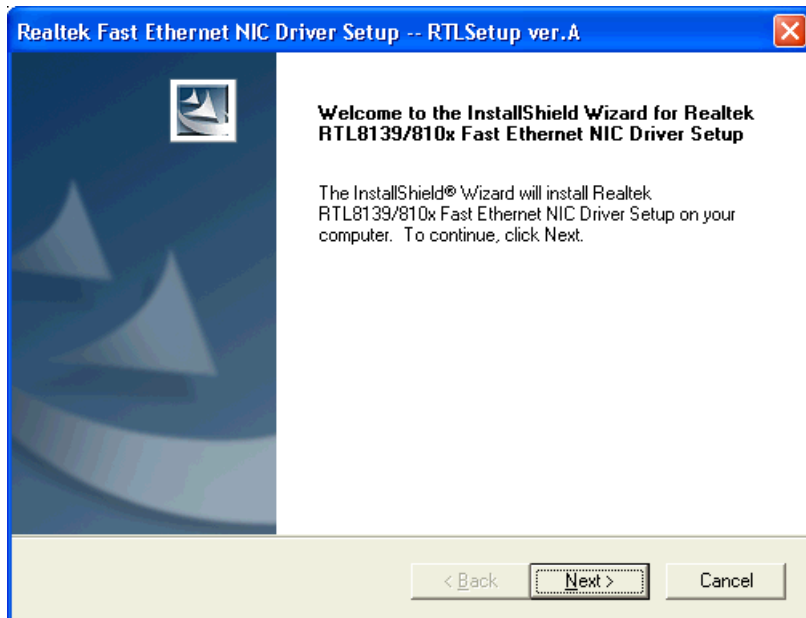 Realtek Fast Ethernet NIC Driver Setup -- RTLSetup ver.A
Welcome to the InstallShield Wizard for Realtek
RTL8139/810x Fast Ethernet NIC Driver Setup
The InstallShield® Wizard will install Realtek
RTL8139/810x Fast Ethernet NIC Driver Setup on your
computer.  To continue, click Next.
< Back
Next >
Cancel